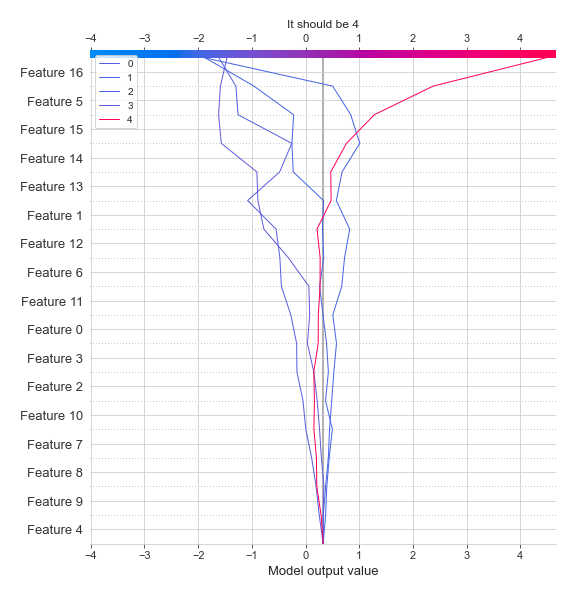 It should be 4
−4 −3 −2 −1 0 1 2 3 4
0
1
2
3
4
Feature 16
Feature 5
Feature 15
Feature 14
Feature 13
Feature 1
Feature 12
Feature 6
Feature 11
Feature 0
Feature 3
Feature 2
Feature 10
Feature 7
Feature 8
Feature 9
Feature 4
−4 −3 −2 −1 0 1 2 3 4
Model output value